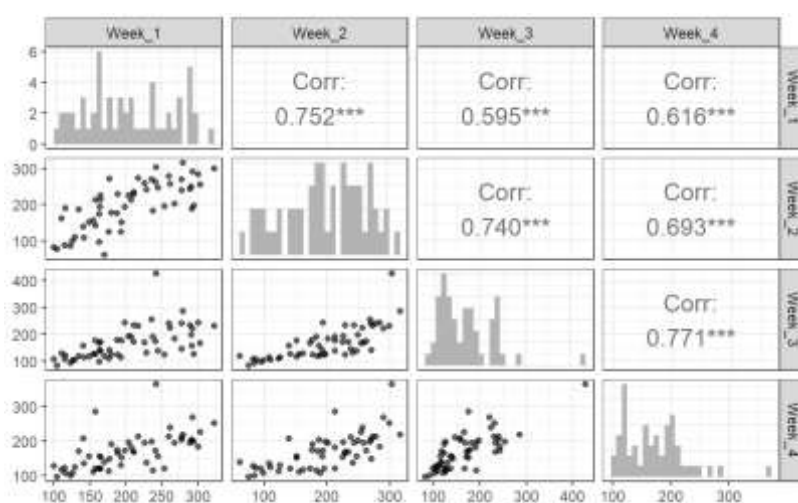 Week_1 Week_2 Week_3 Week_4
6
4
2
0
Corr:
0.752***
Corr:
0.595***
Corr:
0.616***
Week_1
300
200
100
Corr:
0.740***
Corr:
0.693***
Week_2
400
300
200
100
Corr:
0.771***
Week_3
300
200
100
Week_4
100 150 200 250 300 100 200 300 100 200 300 400 100 200 300